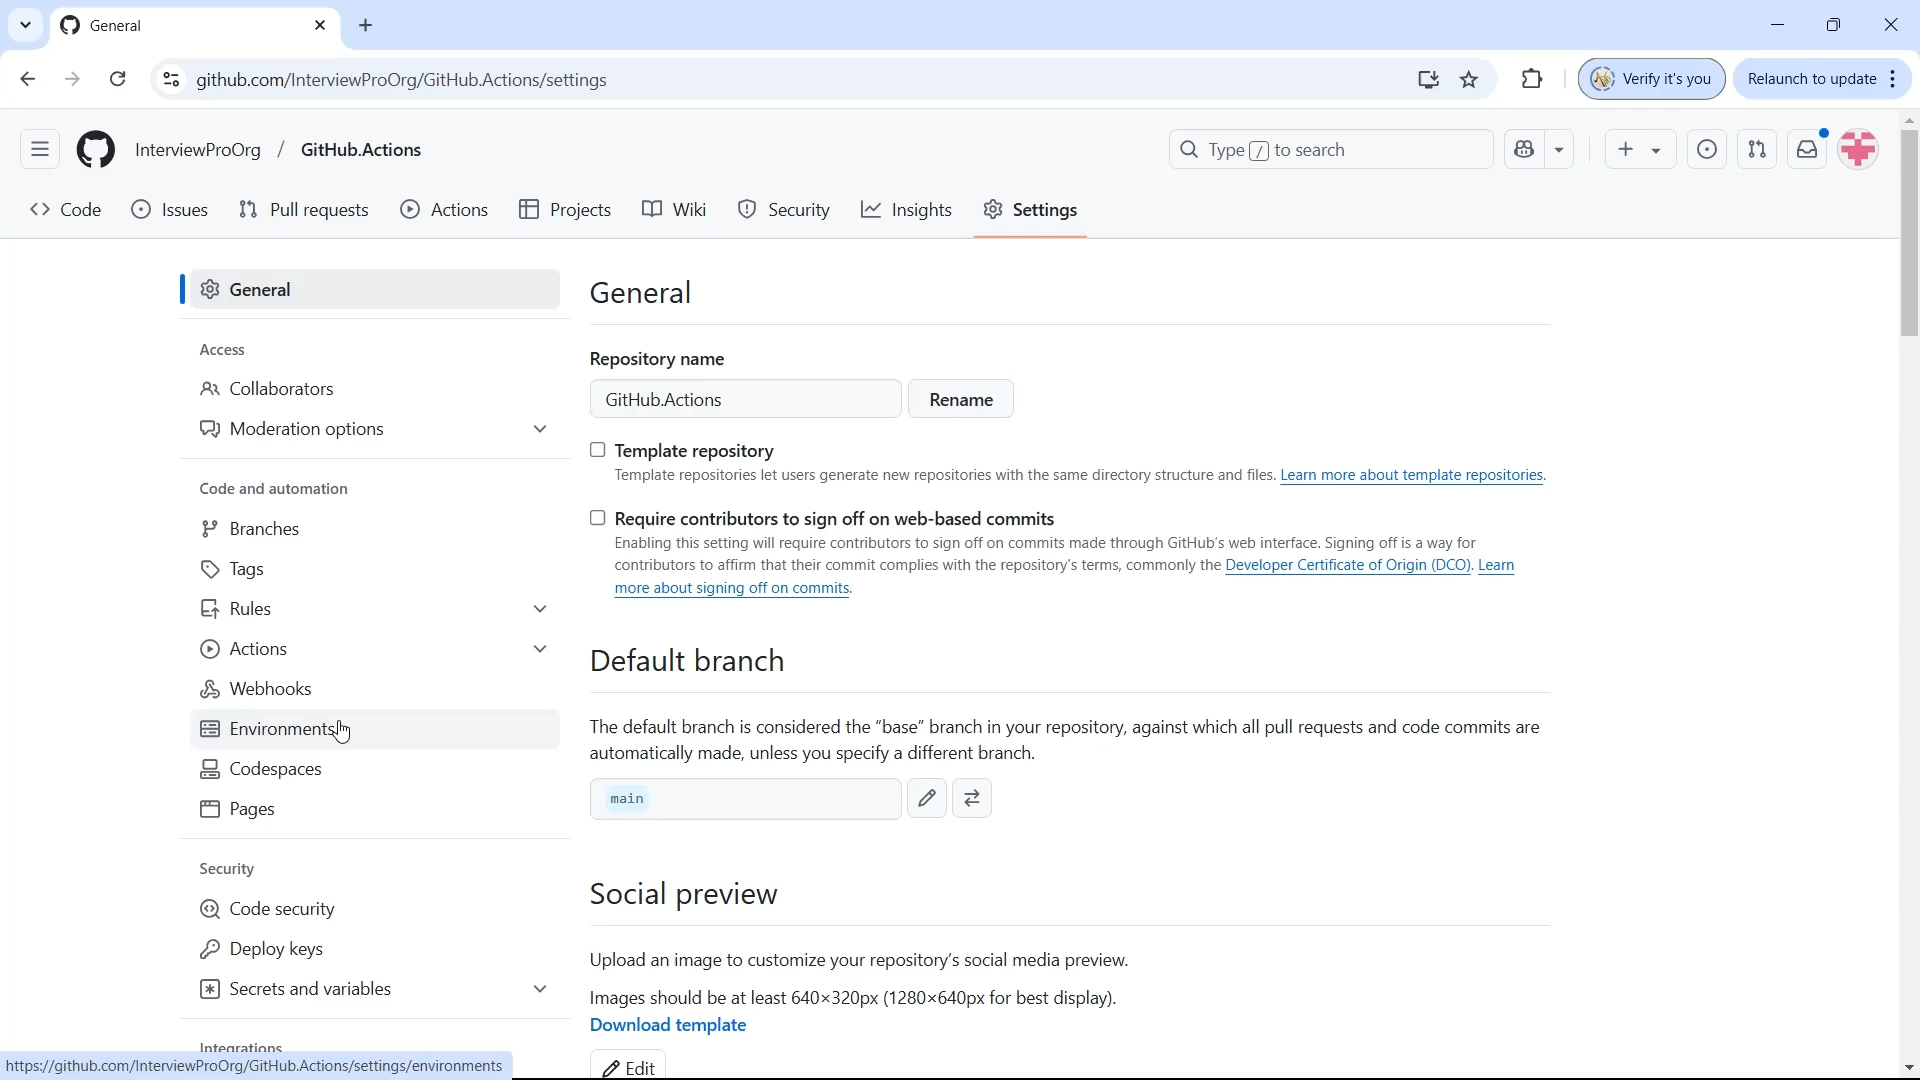 General
github.com/InterviewProOrg/GitHub.Actions/settings
Verify it's you
Relaunch to update
InterviewProOrg / GitHub.Actions
Type / to search
Code
Issues
Pull requests
Actions
Projects
Wiki
Security
Insights
Settings
General
Access
Collaborators
Moderation options
Code and automation
Branches
Tags
Rules
Actions
Webhooks
Environments
Codespaces
Pages
Security
Code security
Deploy keys
Secrets and variables
Integrations
General
Repository name
GitHub.Actions
Rename
Template repository
Template repositories let users generate new repositories with the same directory structure and files. Learn more about template repositories.
Require contributors to sign off on web-based commits
Enabling this setting will require contributors to sign off on commits made through GitHub's web interface. Signing off is a way for
contributors to affirm that their commit complies with the repository's terms, commonly the Developer Certificate of Origin (DCO). Learn
more about signing off on commits.
Default branch
The default branch is considered the “base” branch in your repository, against which all pull requests and code commits are
automatically made, unless you specify a different branch.
main
Social preview
Upload an image to customize your repository's social media preview.
Images should be at least 640×320px (1280×640px for best display).
Download template
Edit
https://github.com/InterviewProOrg/GitHub.Actions/settings/environments